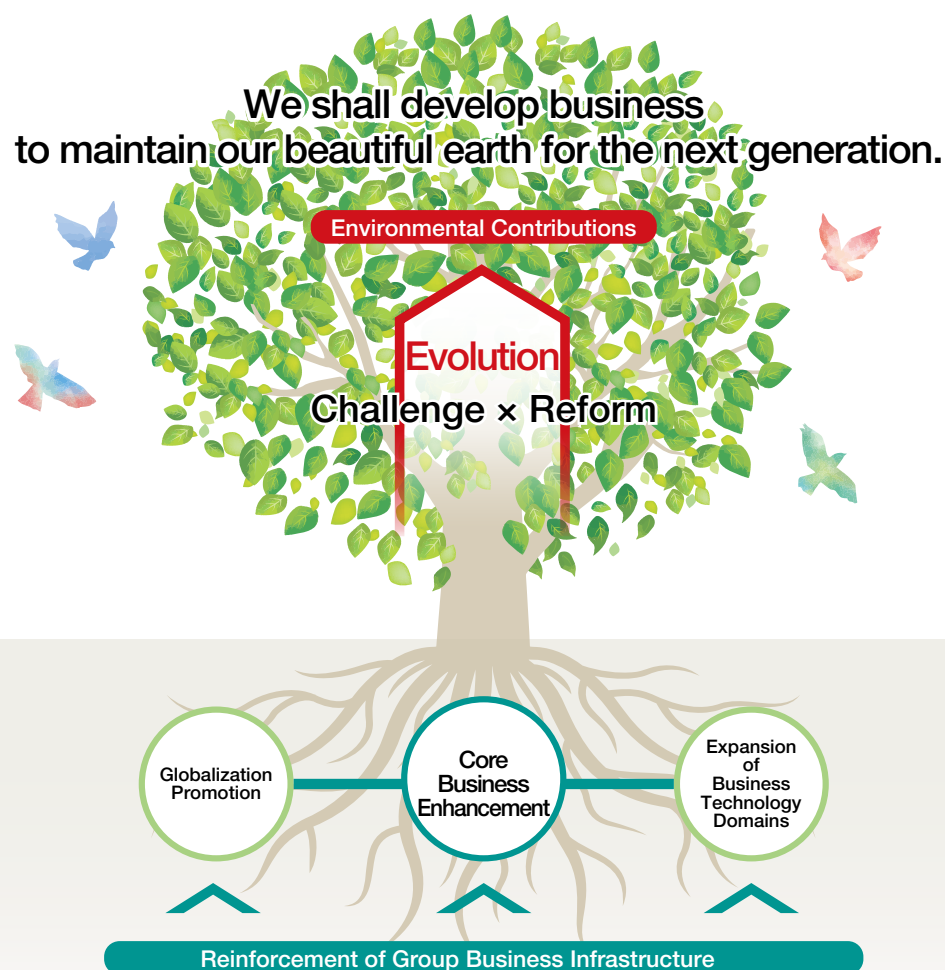 We shall develop business
to maintain our beautiful earth for the next generation.
Environmental Contributions
Evolution
Challenge × Reform
Globalization
Promotion
Core
Business
Enhancement
Expansion
of
Business
Technology
Domains
Reinforcement of Group Business Infrastructure